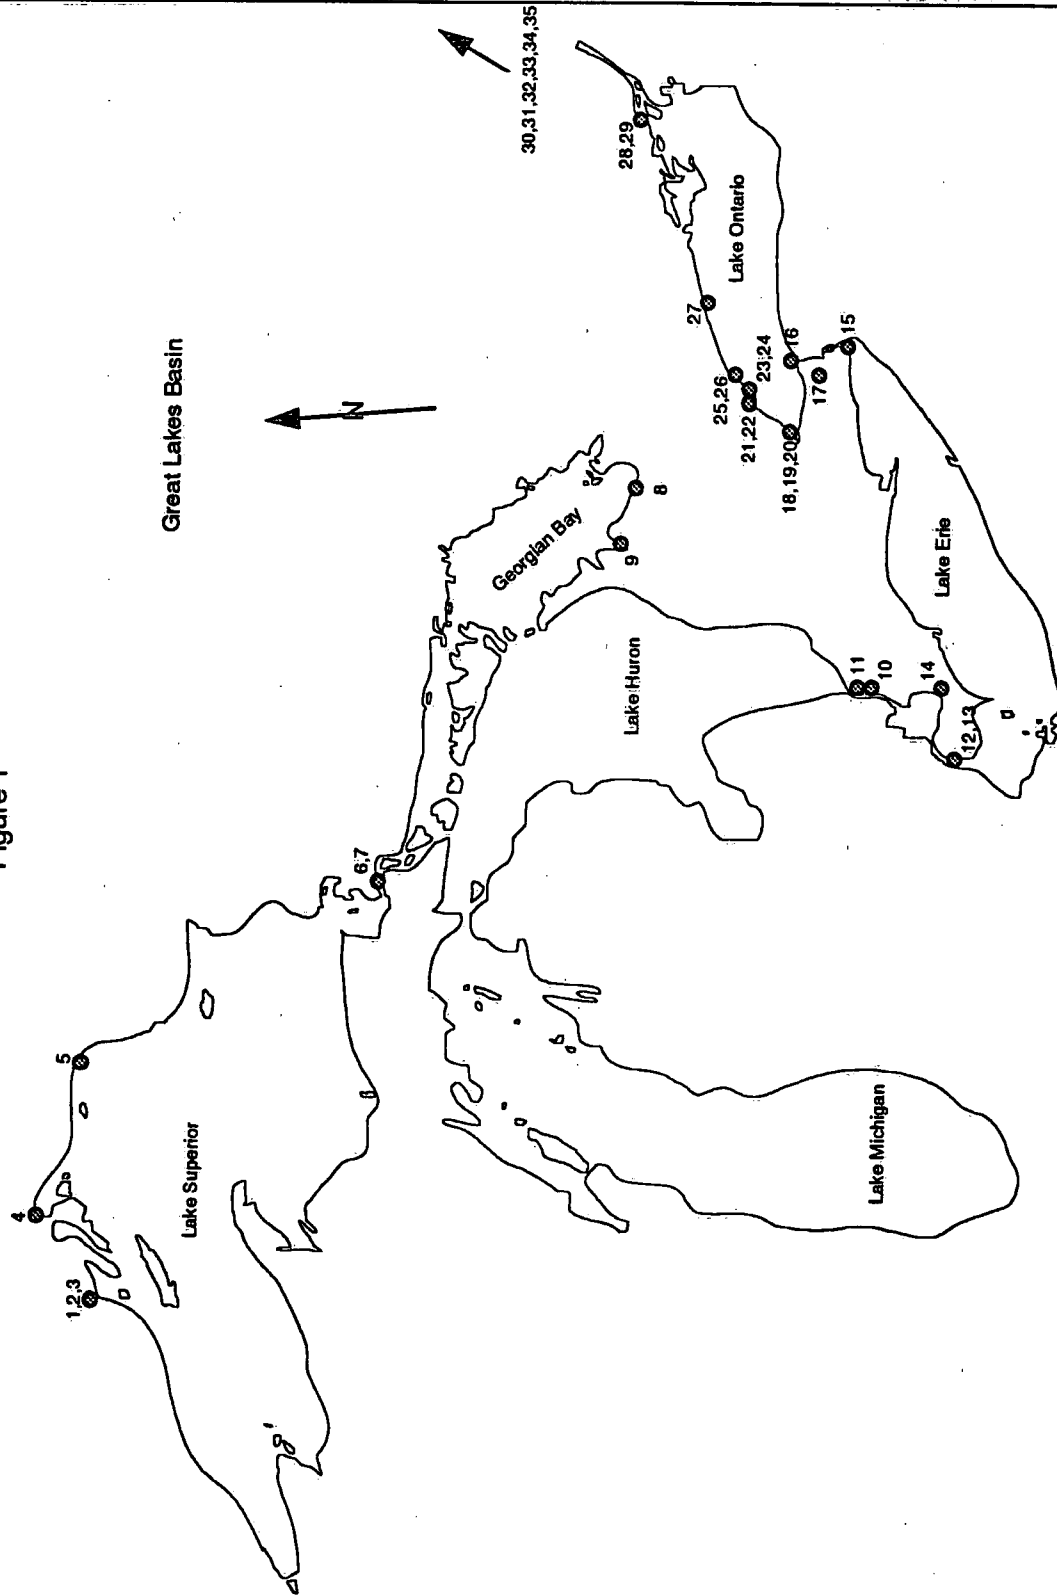 Figure 1
Great Lakes Basin
N
30,31,32,33,34,35
1,2,3
4
5
Lake Superior
6,7
Georgian Bay
8
9
Lake Huron
Lake Michigan
11
10
12,13
14
Lake Erie
15
16
17
18,19,20
21,22
23,24
25,26
27
28,29
Lake Ontario